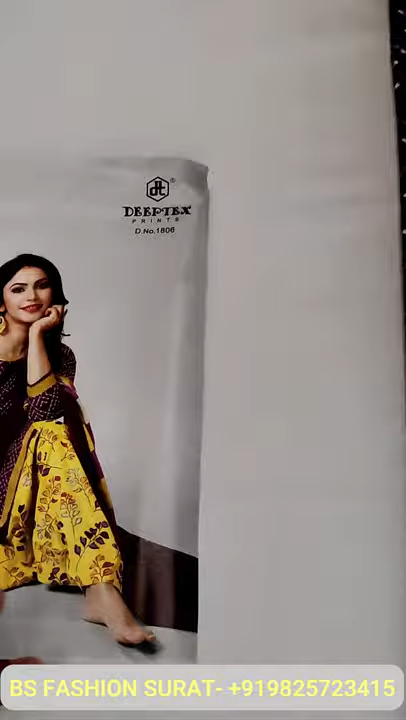 dt®
DEEPTEX
PRINTS
D.No.1806
BS FASHION SURAT- +919825723415